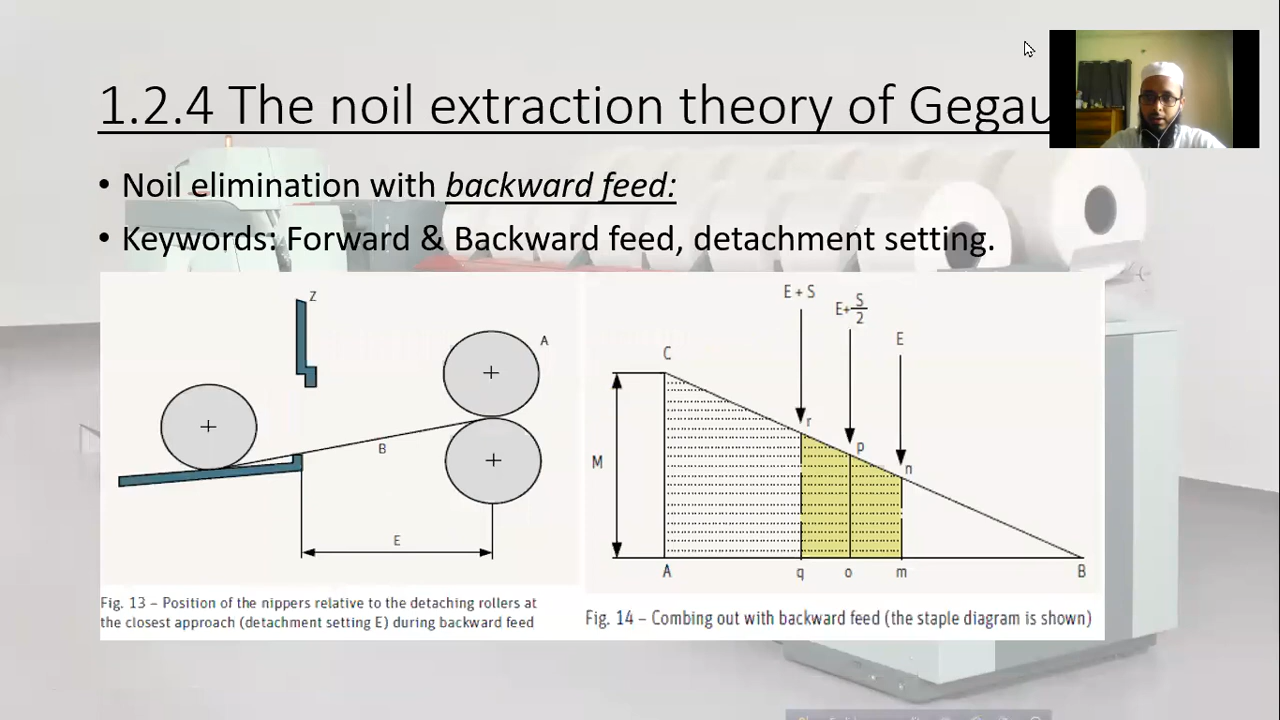 1.2.4 The noil extraction theory of Gegau
• Noil elimination with backward feed:
• Keywords: Forward & Backward feed, detachment setting.
Z
A
B
E
Fig. 13 – Position of the nippers relative to the detaching rollers at
the closest approach (detachment setting E) during backward feed
E + S
E+S/2
E
C
r
p
n
M
A
q
o
m
B
Fig. 14 – Combing out with backward feed (the staple diagram is shown)